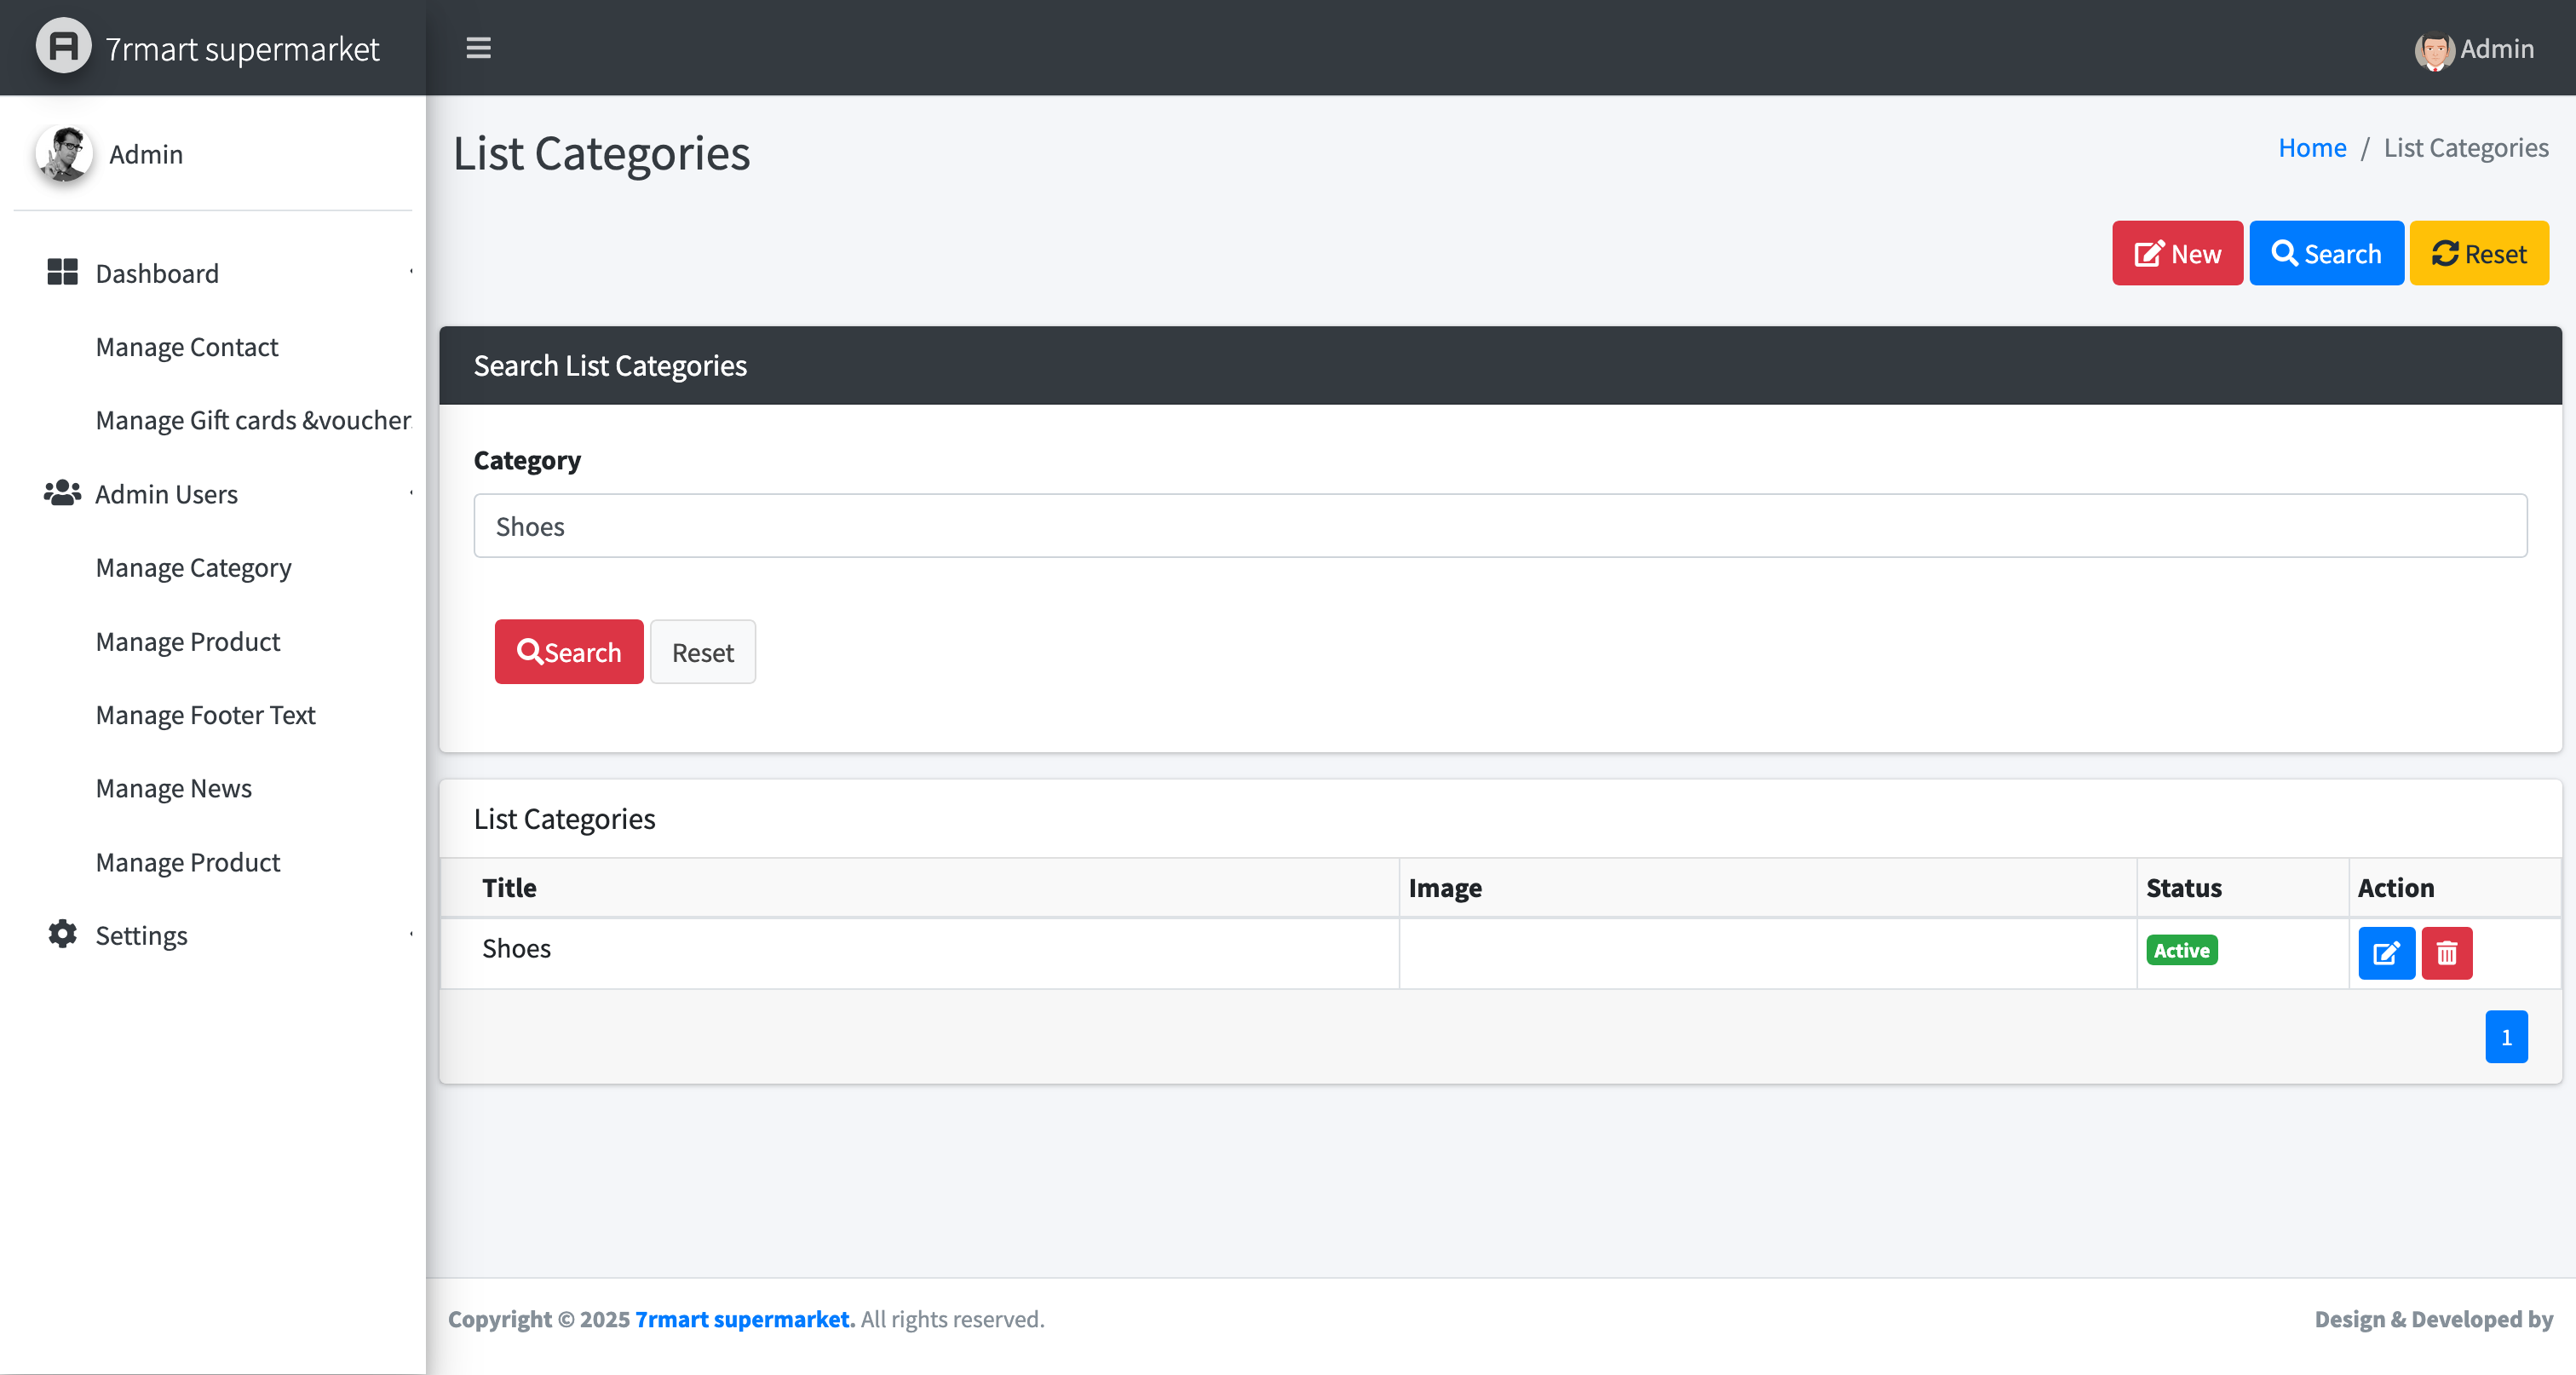 7rmart supermarket
Admin
Admin
Dashboard
Manage Contact
Manage Gift cards &voucher
Admin Users
Manage Category
Manage Product
Manage Footer Text
Manage News
Manage Product
Settings
List Categories
Home / List Categories
New Search Reset
Search List Categories
Category
Shoes
Search Reset
List Categories
Title Image Status Action
Shoes Active
1
Copyright © 2025 7rmart supermarket. All rights reserved.
Design & Developed by